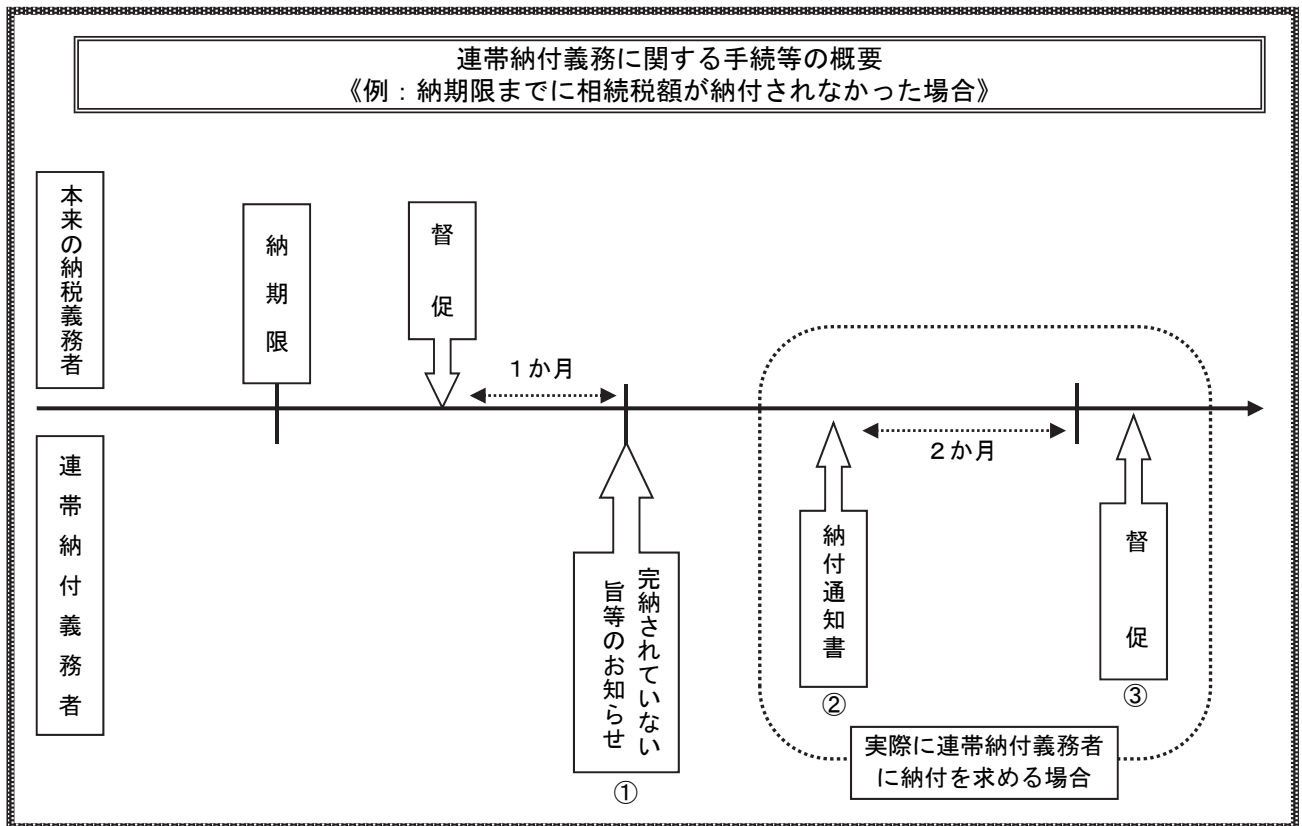 連帯納付義務に関する手続等の概要
《例：納期限までに相続税額が納付されなかった場合》
本来の納税義務者
納期限
督促
1か月
連帯納付義務者
完納されていない
旨等のお知らせ
①
2か月
納付通知書
②
督促
③
実際に連帯納付義務者
に納付を求める場合